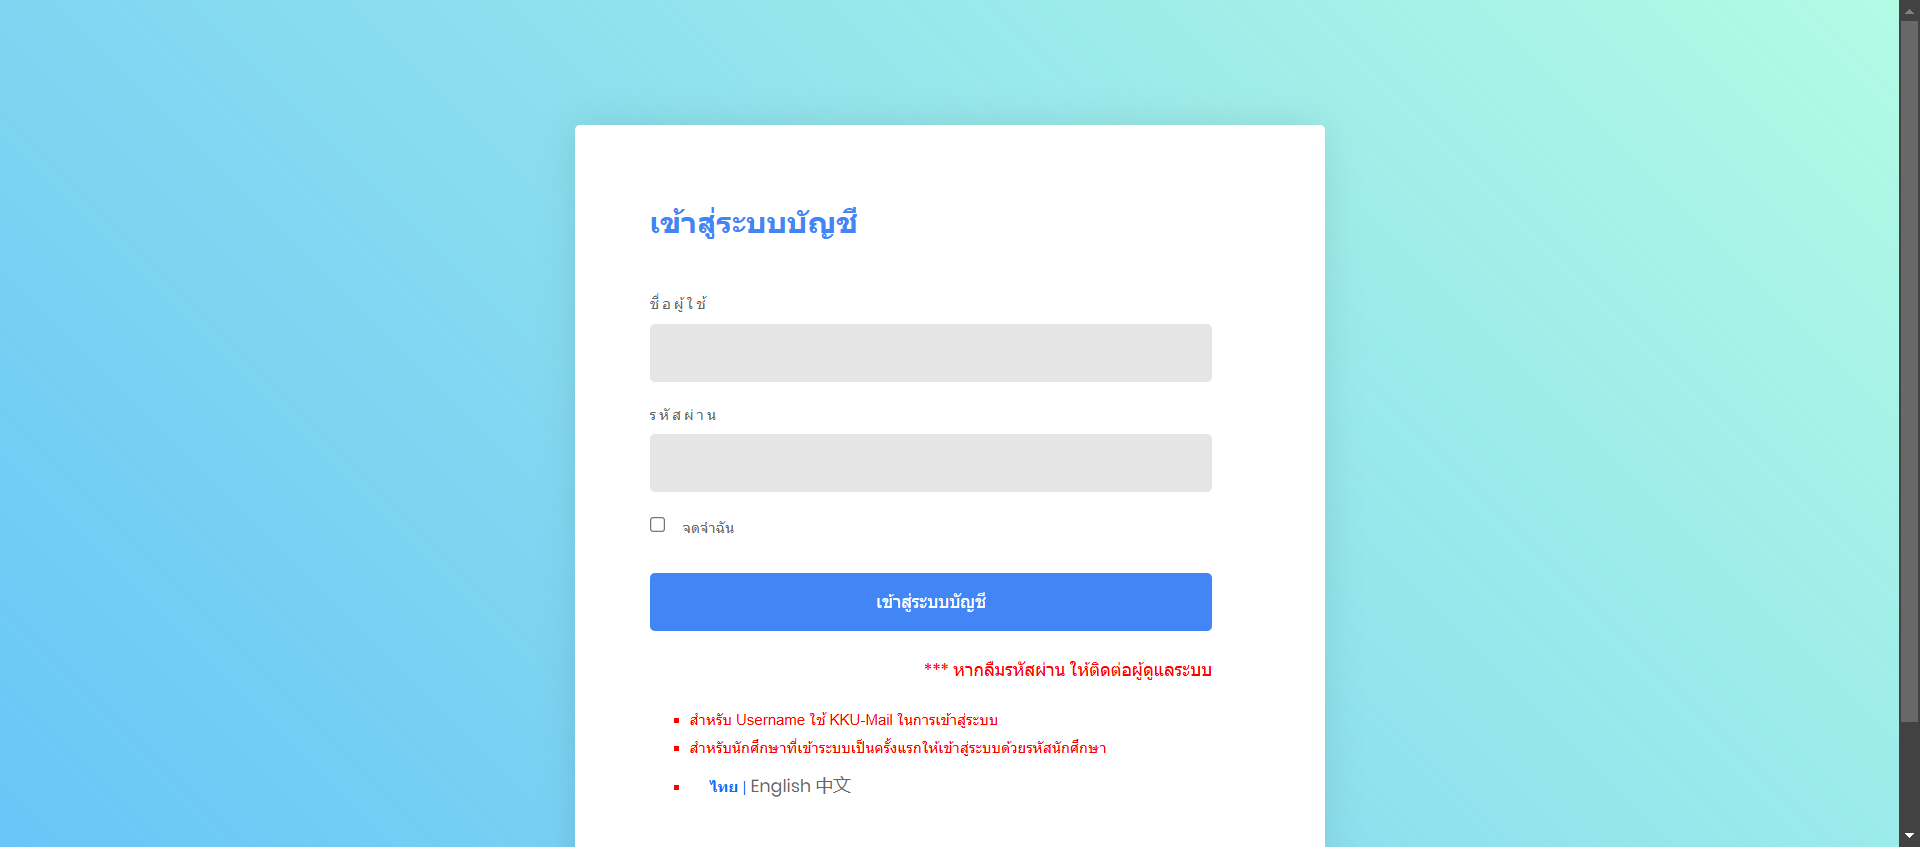 เข้าสู่ระบบบัญชี
ชื่อผู้ใช้
รหัสผ่าน
จดจำฉัน
เข้าสู่ระบบบัญชี
*** หากลืมรหัสผ่าน ให้ติดต่อผู้ดูแลระบบ
สำหรับ Username ใช้ KKU-Mail ในการเข้าสู่ระบบ
สำหรับนักศึกษาที่เข้าระบบเป็นครั้งแรกให้เข้าสู่ระบบด้วยรหัสนักศึกษา
ไทย | English 中文